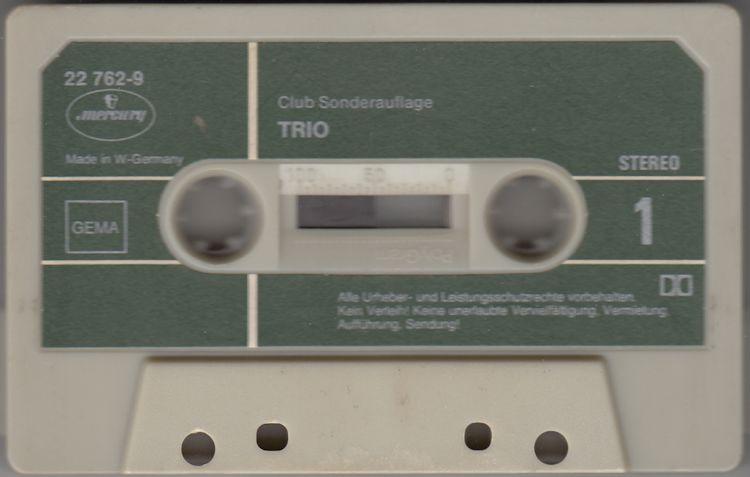 22 762-9
mercury
Made in W-Germany
Club Sonderauflage
TRIO
STEREO
GEMA
100 50 0
1
PolyGram
Alle Urheber- und Leistungsschutzrechte vorbehalten.
Kein Verleih! Keine unerlaubte Vervielfältigung, Vermietung,
Aufführung, Sendung!